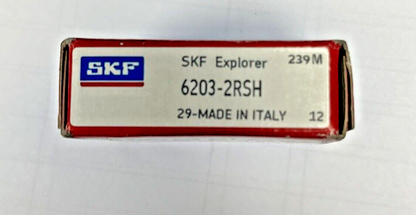 SKF
SKF Explorer 239M
6203-2RSH
29-MADE IN ITALY 12